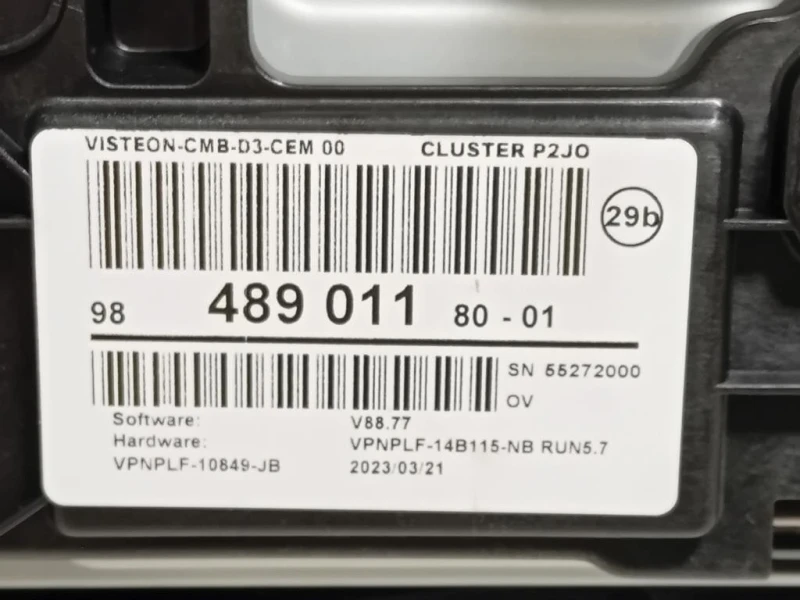 VISTEON-CMB-D3-CEM 00 CLUSTER P2JO
29b
98 489 011 80 - 01
SN 55272000
OV
Software: V88.77
Hardware: VPNPLF-14B115-NB RUN5.7
VPNPLF-10849-JB 2023/03/21